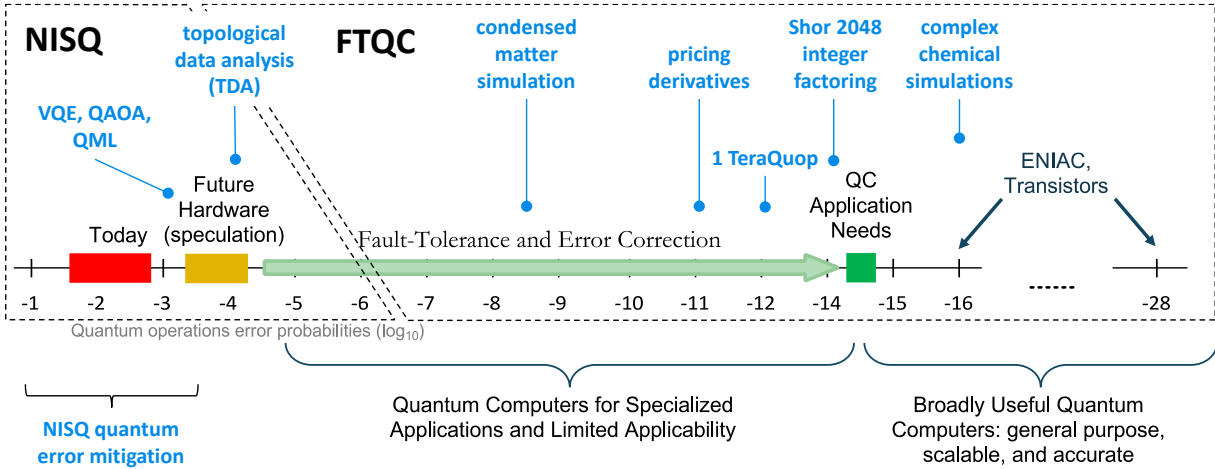 NISQ
topological
data analysis
(TDA)
FTQC
condensed
matter
simulation
pricing
derivatives
Shor 2048
integer
factoring
complex
chemical
simulations
VQE, QAOA,
QML
1 TeraQuop
ENIAC,
Transistors
Today
Future
Hardware
(speculation)
Fault-Tolerance and Error Correction
QC
Application
Needs
-1 -2 -3 -4 -5 -6 -7 -8 -9 -10 -11 -12 -14 -15 -16 ...... -28
Quantum operations error probabilities (log10)
NISQ quantum
error mitigation
Quantum Computers for Specialized
Applications and Limited Applicability
Broadly Useful Quantum
Computers: general purpose,
scalable, and accurate